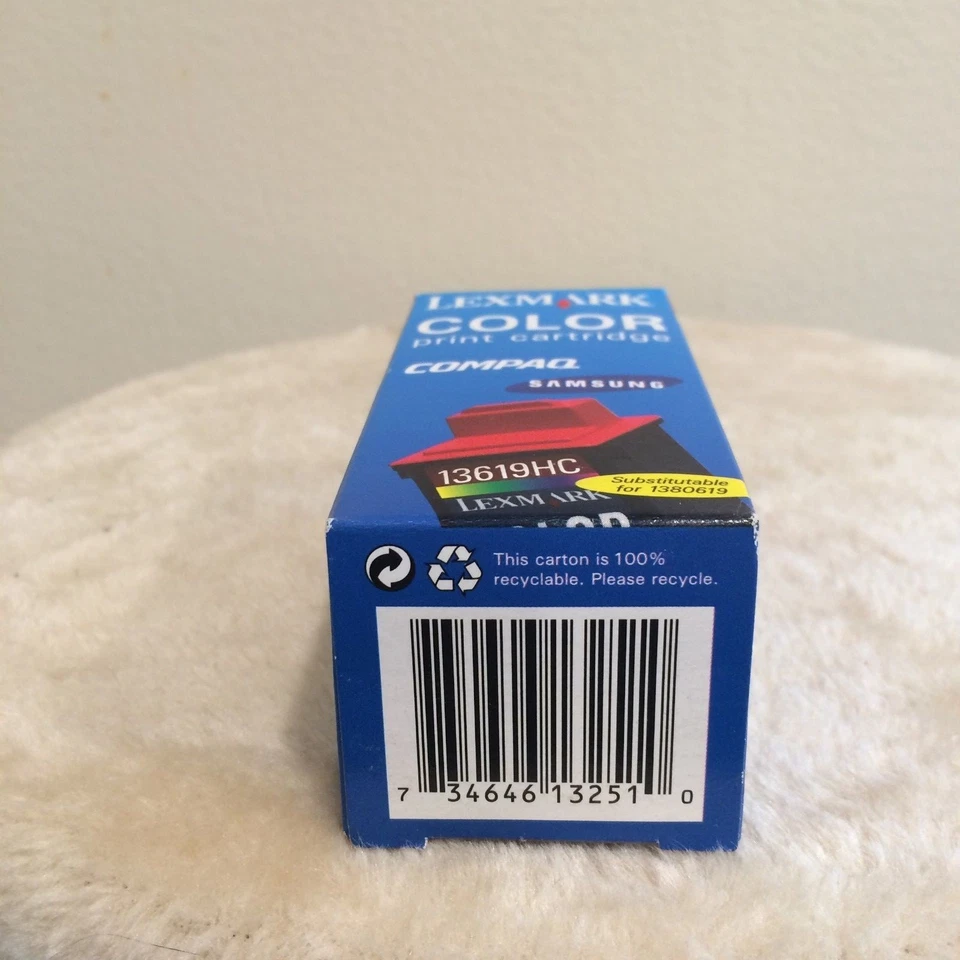 LEXMARK
COLOR
print cartridge
COMPAQ
SAMSUNG
13619HC
Substitutable
for 1380619
LEXMARK
COLOR
This carton is 100%
recyclable. Please recycle.
7 34646 13251 0